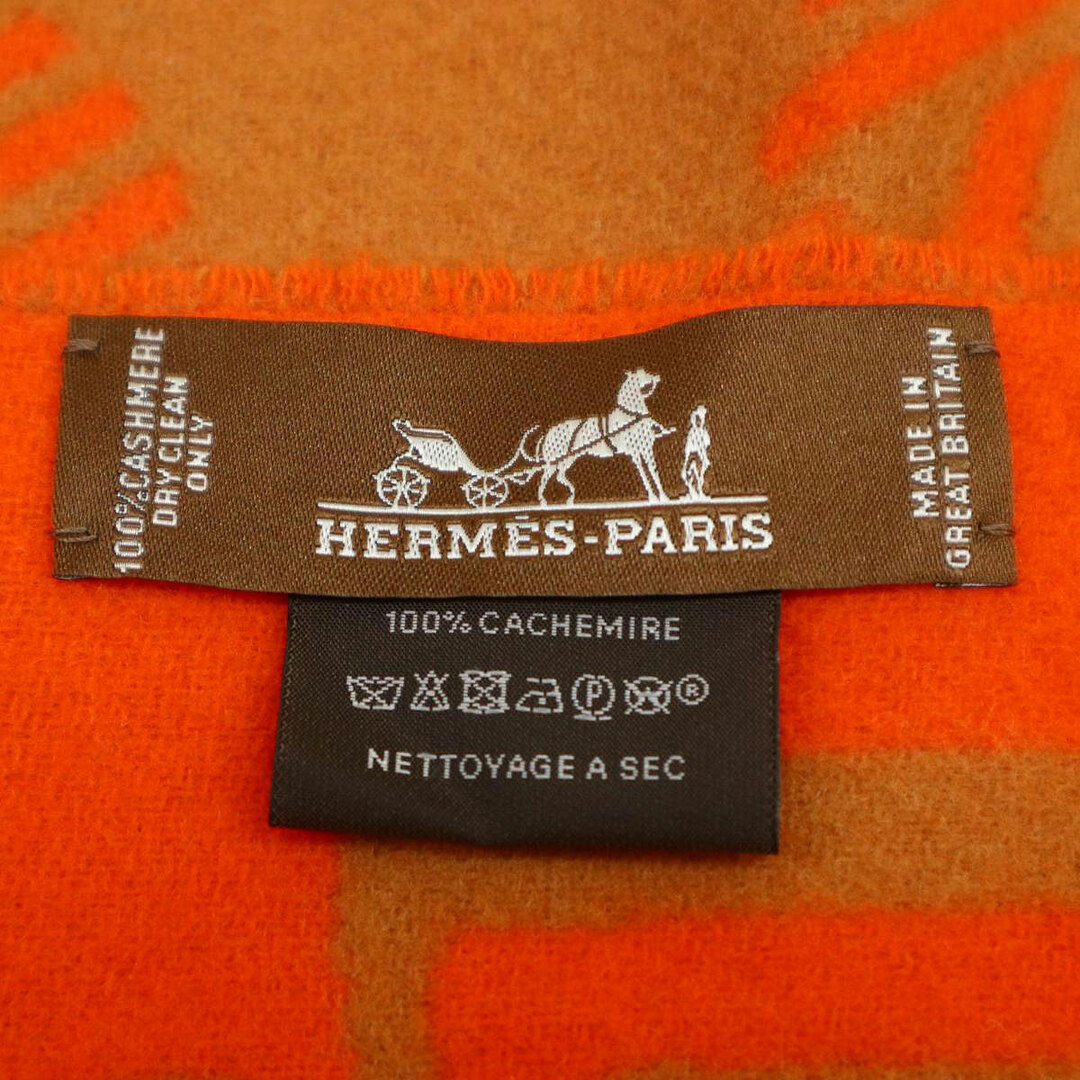 100% CASHMERE
DRY CLEAN
ONLY
HERMÈS-PARIS
MADE IN
GREAT BRITAIN
100% CACHEMIRE
P
®
NETTOYAGE A SEC